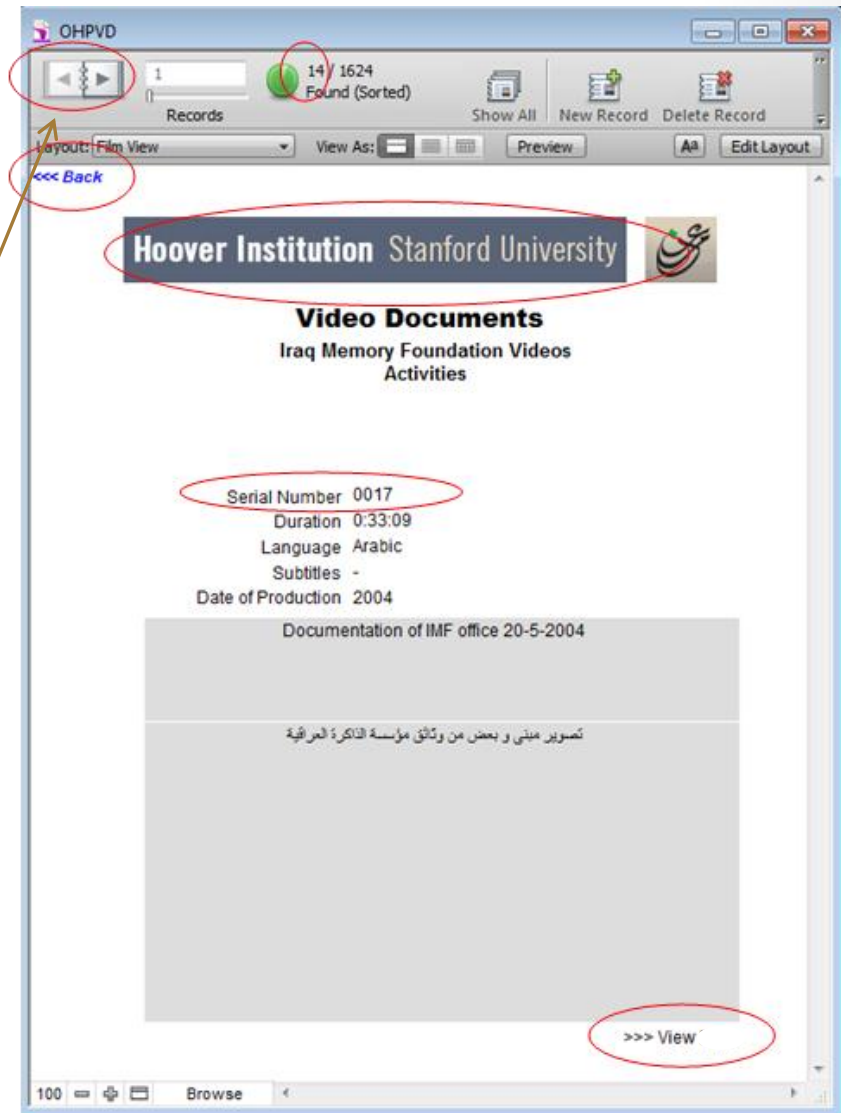 OHPVD
1
Records
14 / 1624
Found (Sorted)
Show All
New Record
Delete Record
Layout: Film View
View As:
Preview
Aa
Edit Layout
<<< Back
Hoover Institution Stanford University
Video Documents
Iraq Memory Foundation Videos
Activities
Serial Number 0017
Duration 0:33:09
Language Arabic
Subtitles -
Date of Production 2004
Documentation of IMF office 20-5-2004
تصوير مبنى و بعض من وثائق مؤسسة الذاكرة العراقية
>>> View
100
Browse